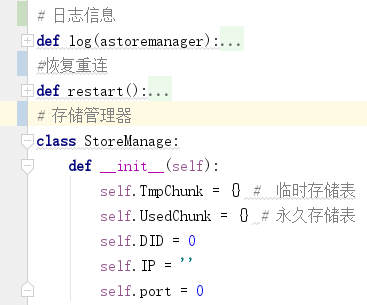 # 日志信息
def log(astoremanager):...
#恢复重连
def restart():...
# 存储管理器
class StoreManage:
def __init__(self):
self.TmpChunk = {} # 临时存储表
self.UsedChunk = {} # 永久存储表
self.DID = 0
self.IP = ''
self.port = 0